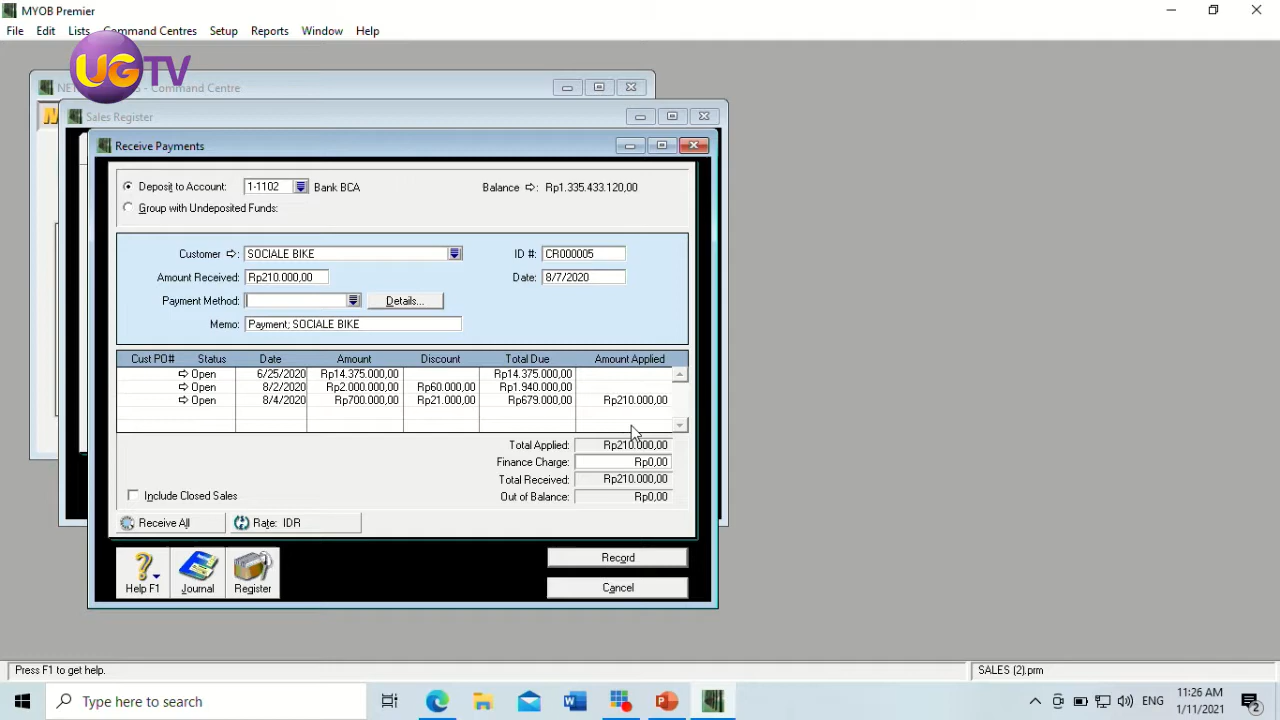 MYOB Premier
File Edit Lists Command Centres Setup Reports Window Help
UGTV
- Command Centre
Sales Register
Receive Payments
Deposit to Account: 1-1102 Bank BCA Balance Rp1.335.433.120,00
Group with Undeposited Funds:
Customer SOCIALE BIKE ID #: CR000005
Amount Received: Rp210.000,00 Date: 8/7/2020
Payment Method: Details...
Memo: Payment; SOCIALE BIKE
Cust PO# Status Date Amount Discount Total Due Amount Applied
Open 6/25/2020 Rp14.375.000,00 Rp14.375.000,00
Open 8/2/2020 Rp2.000.000,00 Rp60.000,00 Rp1.940.000,00
Open 8/4/2020 Rp700.000,00 Rp21.000,00 Rp679.000,00 Rp210.000,00
Total Applied: Rp210.000,00
Finance Charge: Rp0,00
Total Received: Rp210.000,00
Include Closed Sales Out of Balance: Rp0,00
Receive All Rate: IDR
Record
Help F1 Journal Register Cancel
Press F1 to get help. SALES (2).prm
Type here to search ENG 11:26 AM
1/11/2021 2